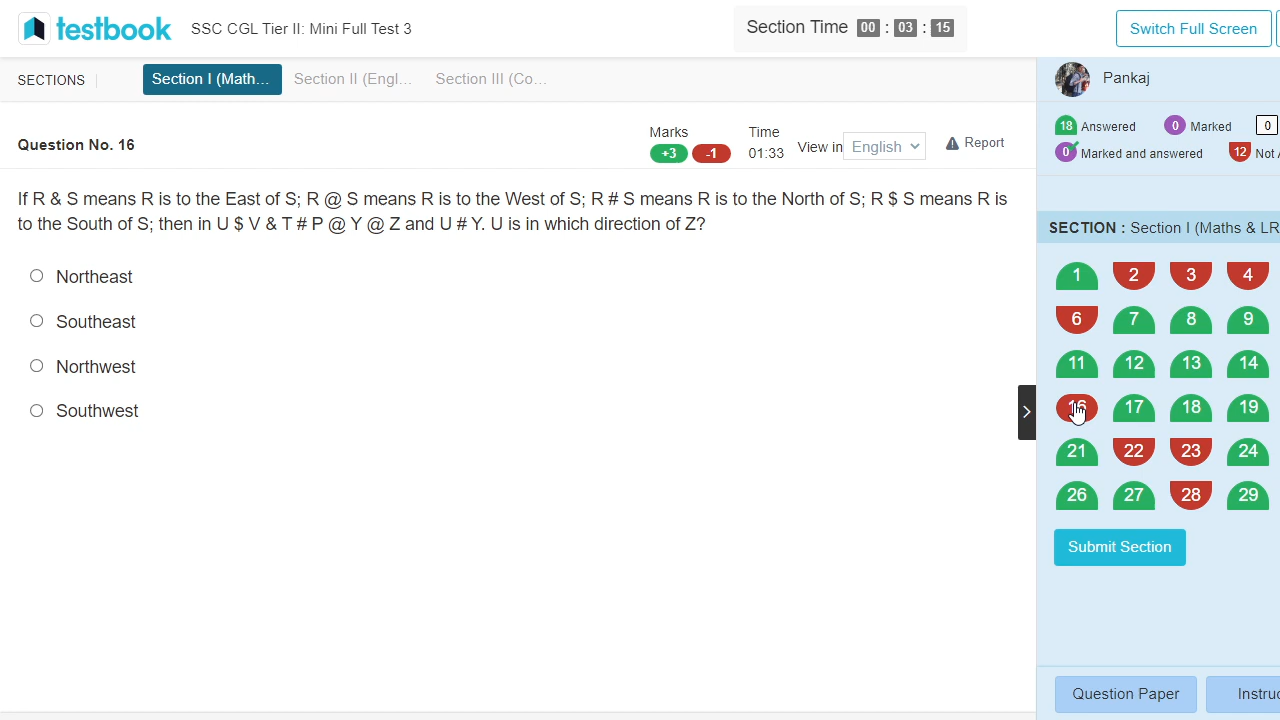 testbook SSC CGL Tier II: Mini Full Test 3 Section Time 00 : 03 : 15 Switch Full Screen
SECTIONS Section I (Math... Section II (Engl... Section III (Co...
Pankaj
18 Answered 0 Marked 0
0 Marked and answered 12 Not
Question No. 16
Marks
+3 -1
Time
01:33
View in English
Report
If R & S means R is to the East of S; R @ S means R is to the West of S; R # S means R is to the North of S; R $ S means R is
to the South of S; then in U $ V & T # P @ Y @ Z and U # Y. U is in which direction of Z?
Northeast
Southeast
Northwest
Southwest
SECTION : Section I (Maths & LR
1 2 3 4
6 7 8 9
11 12 13 14
16 17 18 19
21 22 23 24
26 27 28 29
Submit Section
Question Paper